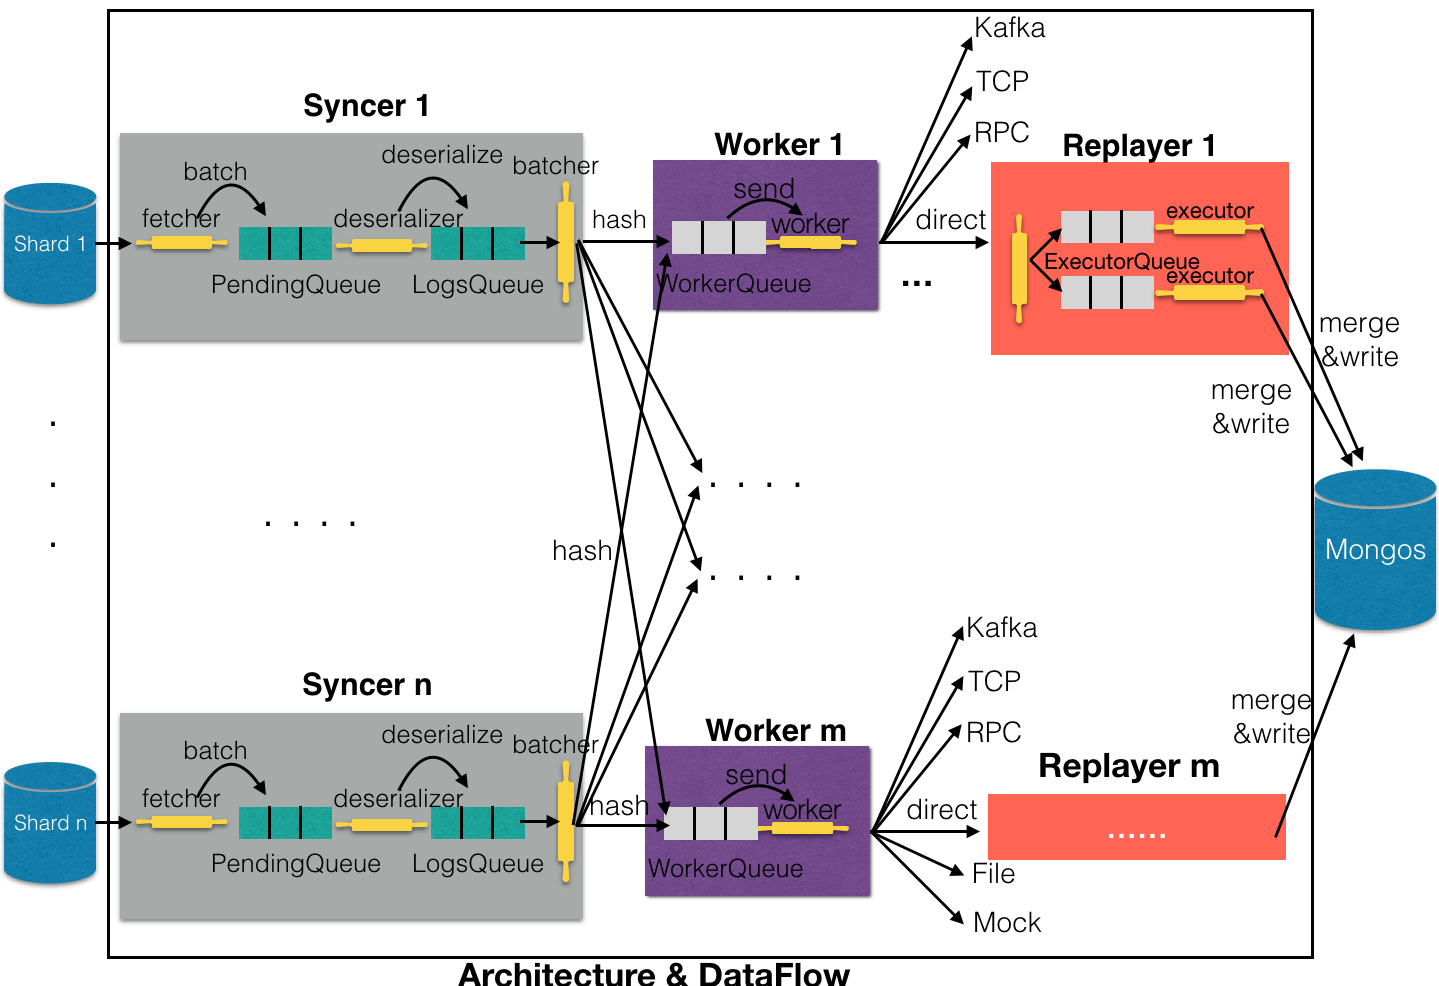 Kafka
TCP
RPC
Syncer 1
Worker 1
Replayer 1
batch
deserialize
batcher
fetcher
deserializer
hash
send
worker
direct
executor
Shard 1
PendingQueue
LogsQueue
WorkerQueue
...
ExecutorQueue
executor
merge
&write
merge
&write
. . .
. . . .
. . . .
. . . .
hash
Mongos
Kafka
TCP
RPC
Syncer n
Worker m
Replayer m
merge
&write
batch
deserialize
batcher
fetcher
deserializer
hash
send
worker
direct
......
Shard n
PendingQueue
LogsQueue
WorkerQueue
File
Mock
Architecture & DataFlow